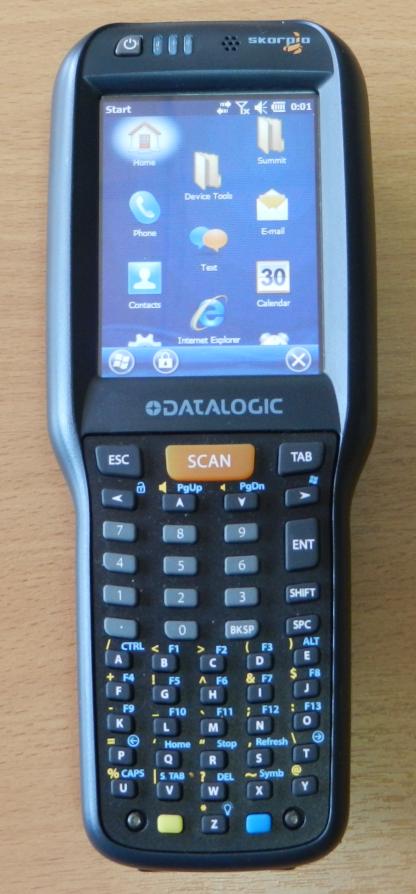 skorpio
Start 0:01
Home
Summit
Device Tools
Phone
E-mail
Text
30
Contacts
Calendar
Internet Explorer
DATALOGIC
ESC SCAN TAB
PgUp PgDn
< ∧ ∨ >
7 8 9
ENT
4 5 6
1 2 3 SHIFT
. 0 BKSP SPC
/ CTRL < F1 > F2 ( F3 ) ALT
A B C D E
+ F4 ! F5 ^ F6 & F7 $ F8
F G H I J
- F9 _ F10 ` F11 ; F12 : F13
K L M N O
= ' Home " Stop , Refresh \
P Q R S T
% CAPS | S TAB ? DEL ~ Symb @
U V W X Y
*
Z